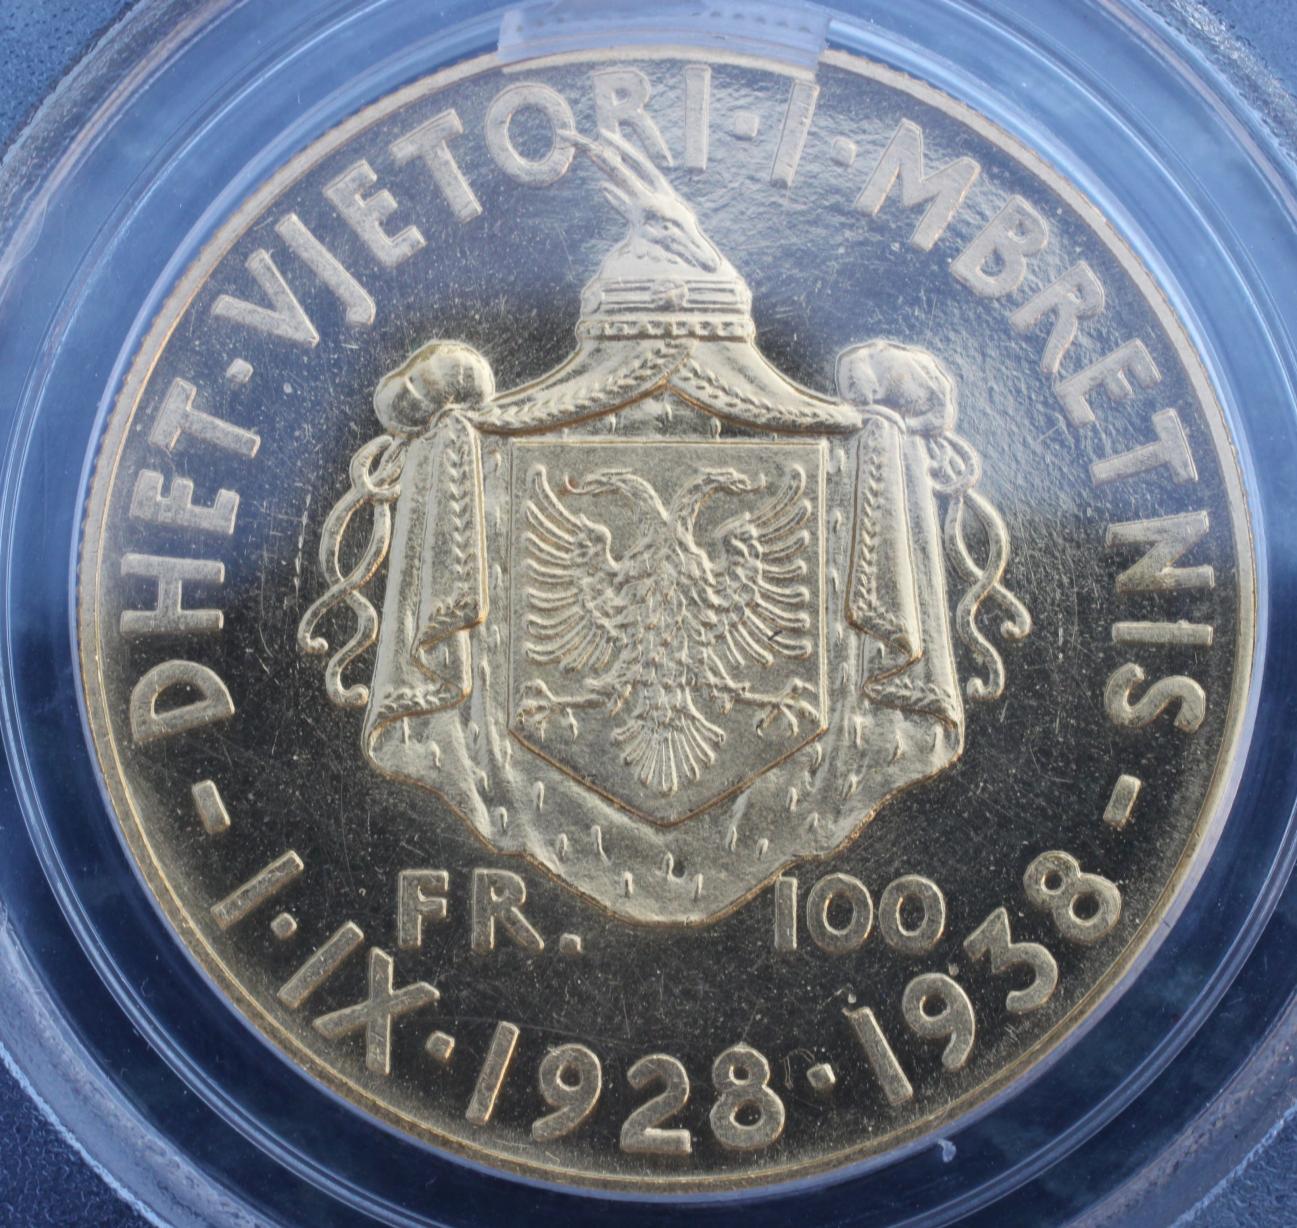 DHET·VJETORI·I·MBRETNIS
FR. 100
- I·IX·1928·1938 -